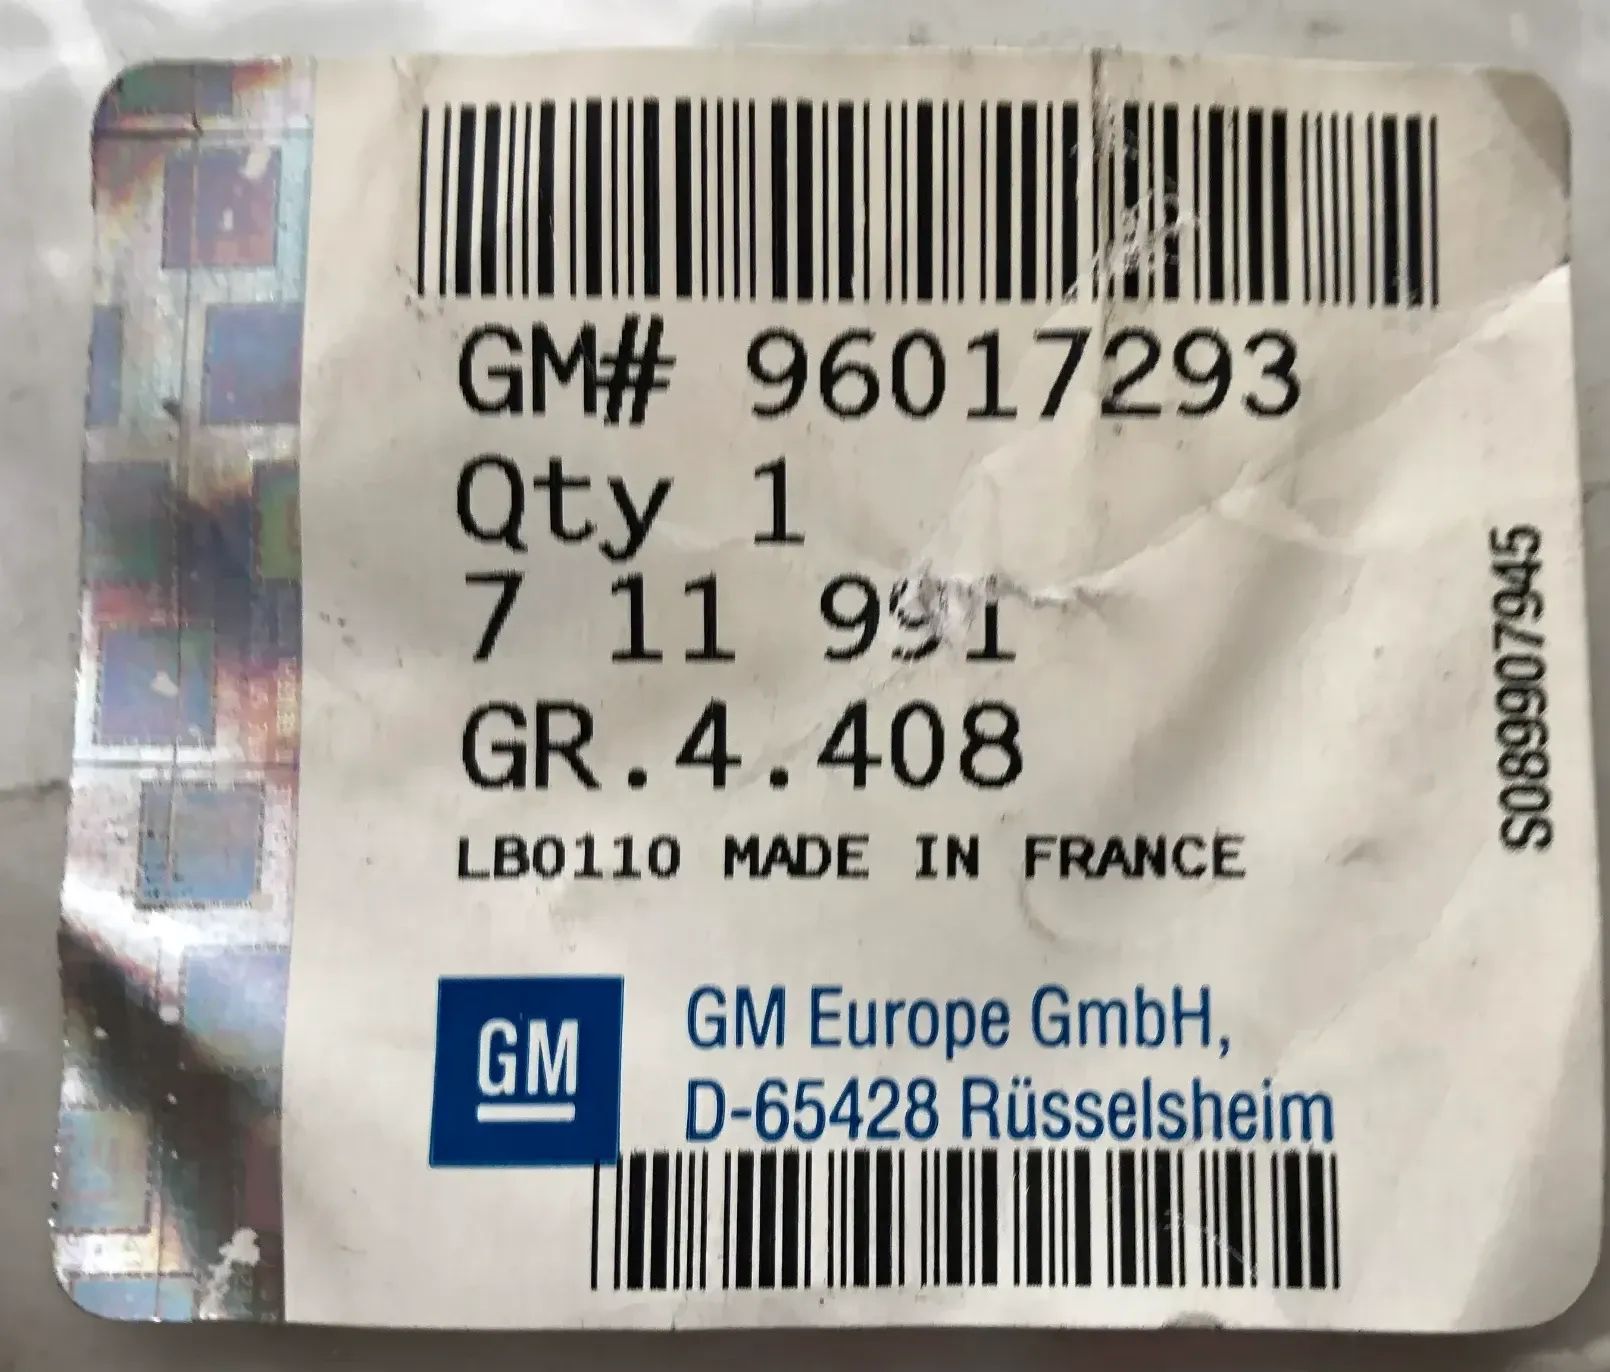 GM# 96017293
Qty 1
7 11 991
GR.4.408
LB0110 MADE IN FRANCE
S089907945
GM
GM Europe GmbH,
D-65428 Rüsselsheim